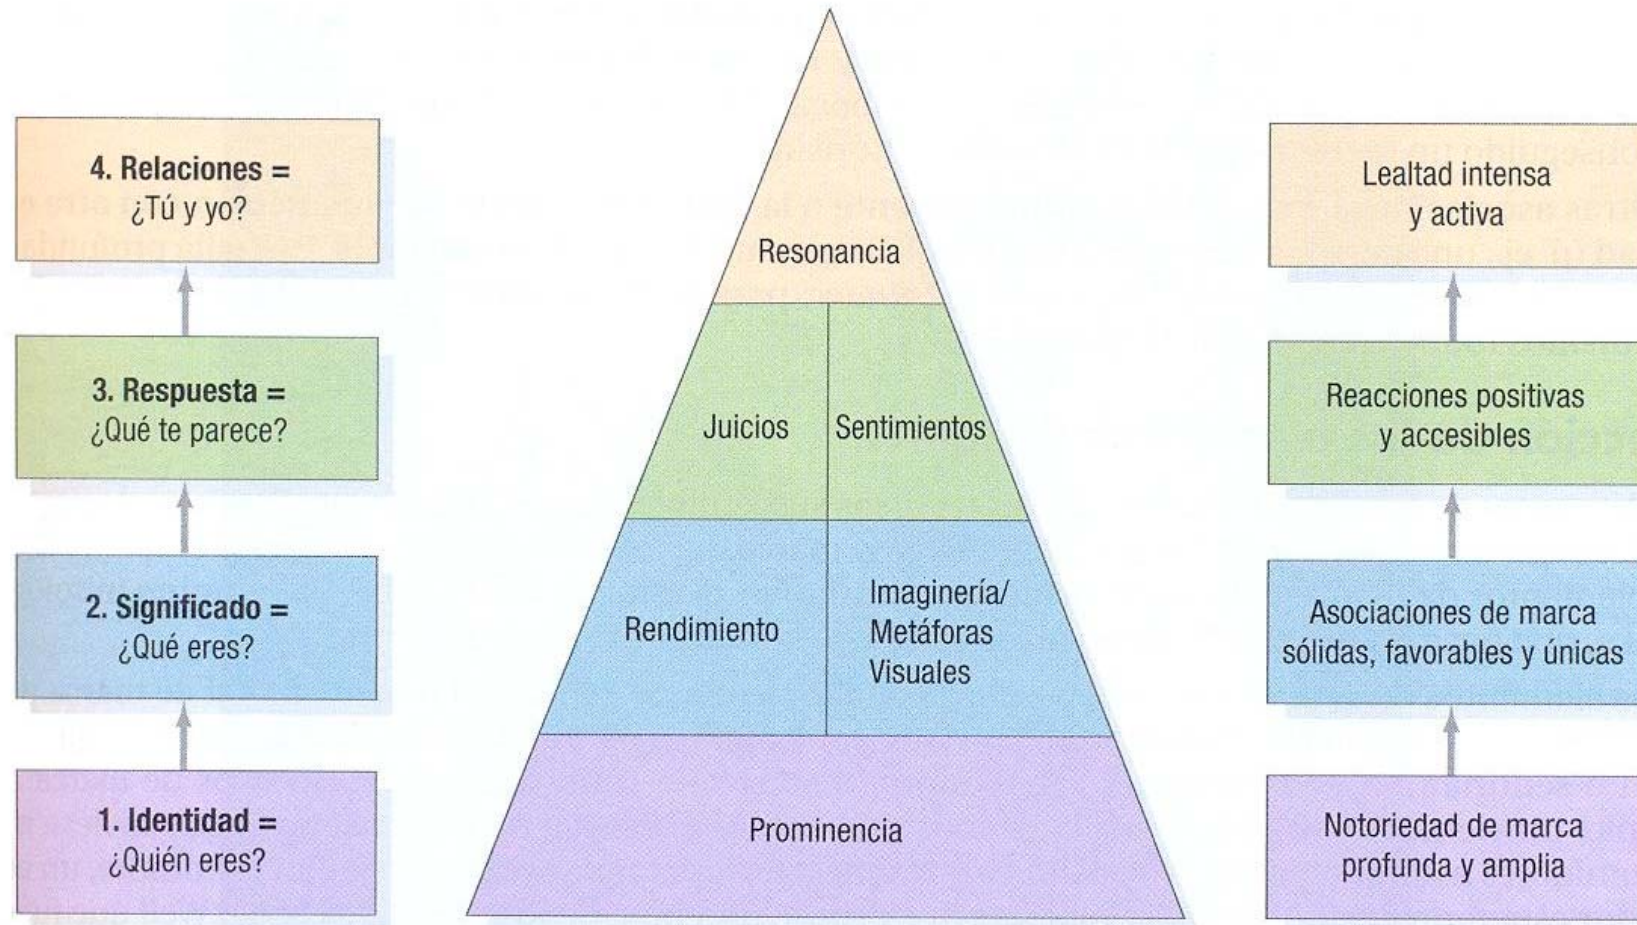 4. Relaciones =
¿Tú y yo?
3. Respuesta =
¿Qué te parece?
2. Significado =
¿Qué eres?
1. Identidad =
¿Quién eres?
Resonancia
Juicios
Sentimientos
Rendimiento
Imaginería/
Metáforas
Visuales
Prominencia
Lealtad intensa
y activa
Reacciones positivas
y accesibles
Asociaciones de marca
sólidas, favorables y únicas
Notoriedad de marca
profunda y amplia